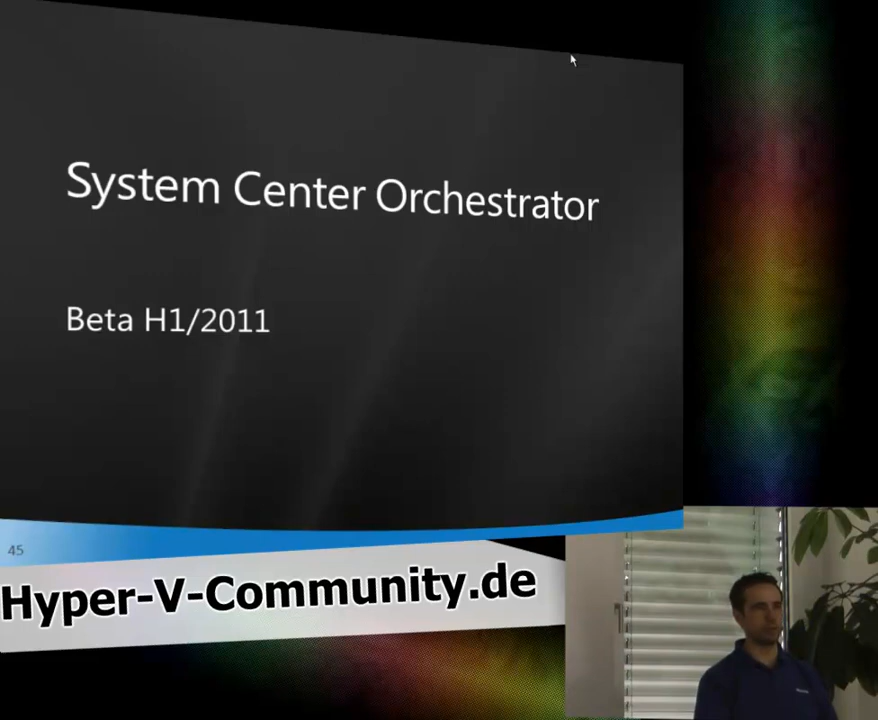 System Center Orchestrator
Beta H1/2011
45
Hyper-V-Community.de